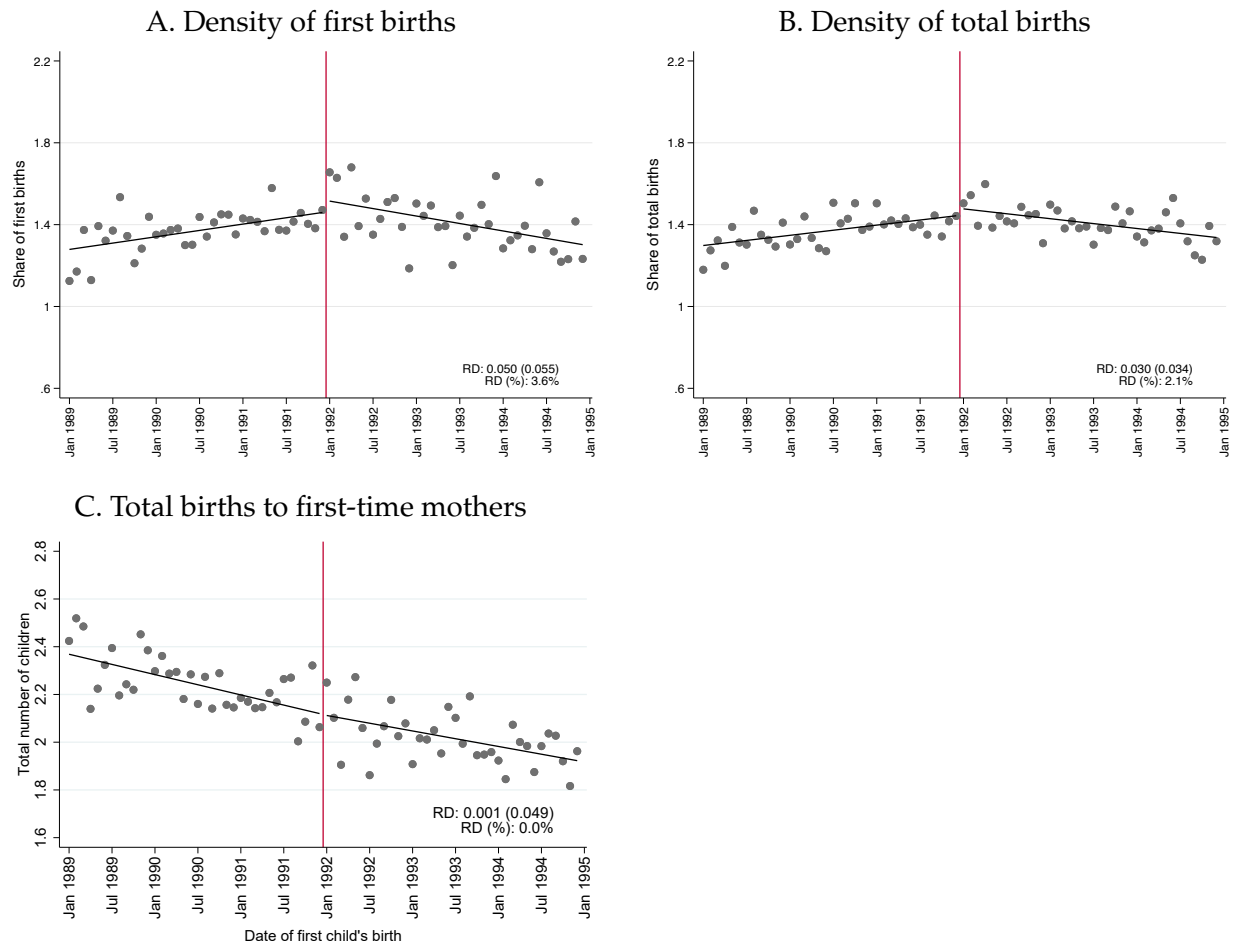 A. Density of first births
Share of first births
2.2
1.8
1.4
1
.6
RD: 0.050 (0.055)
RD (%): 3.6%
Jan 1989
Jul 1989
Jan 1990
Jul 1990
Jan 1991
Jul 1991
Jan 1992
Jul 1992
Jan 1993
Jul 1993
Jan 1994
Jul 1994
Jan 1995
B. Density of total births
Share of total births
2.2
1.8
1.4
1
.6
RD: 0.030 (0.034)
RD (%): 2.1%
Jan 1989
Jul 1989
Jan 1990
Jul 1990
Jan 1991
Jul 1991
Jan 1992
Jul 1992
Jan 1993
Jul 1993
Jan 1994
Jul 1994
Jan 1995
C. Total births to first-time mothers
Total number of children
2.8
2.6
2.4
2.2
2
1.8
1.6
RD: 0.001 (0.049)
RD (%): 0.0%
Jan 1989
Jul 1989
Jan 1990
Jul 1990
Jan 1991
Jul 1991
Jan 1992
Jul 1992
Jan 1993
Jul 1993
Jan 1994
Jul 1994
Jan 1995
Date of first child's birth